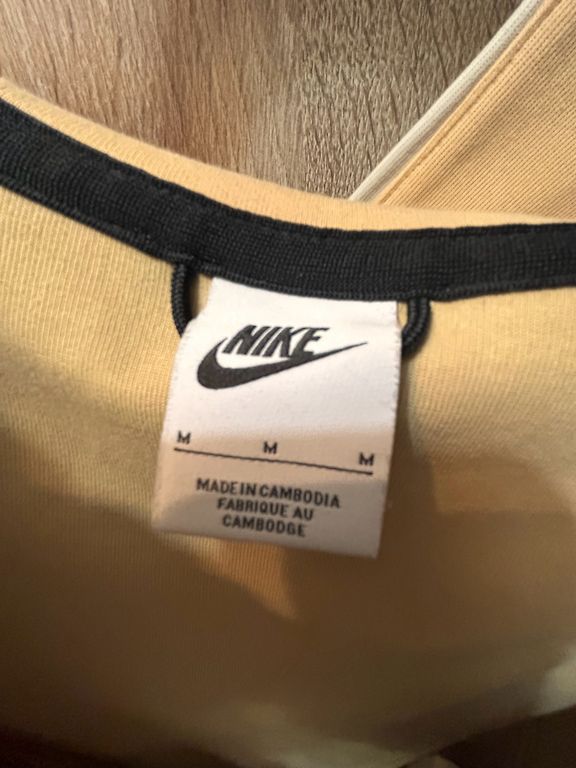 NIKE
M M M
MADE IN CAMBODIA
FABRIQUE AU
CAMBODGE